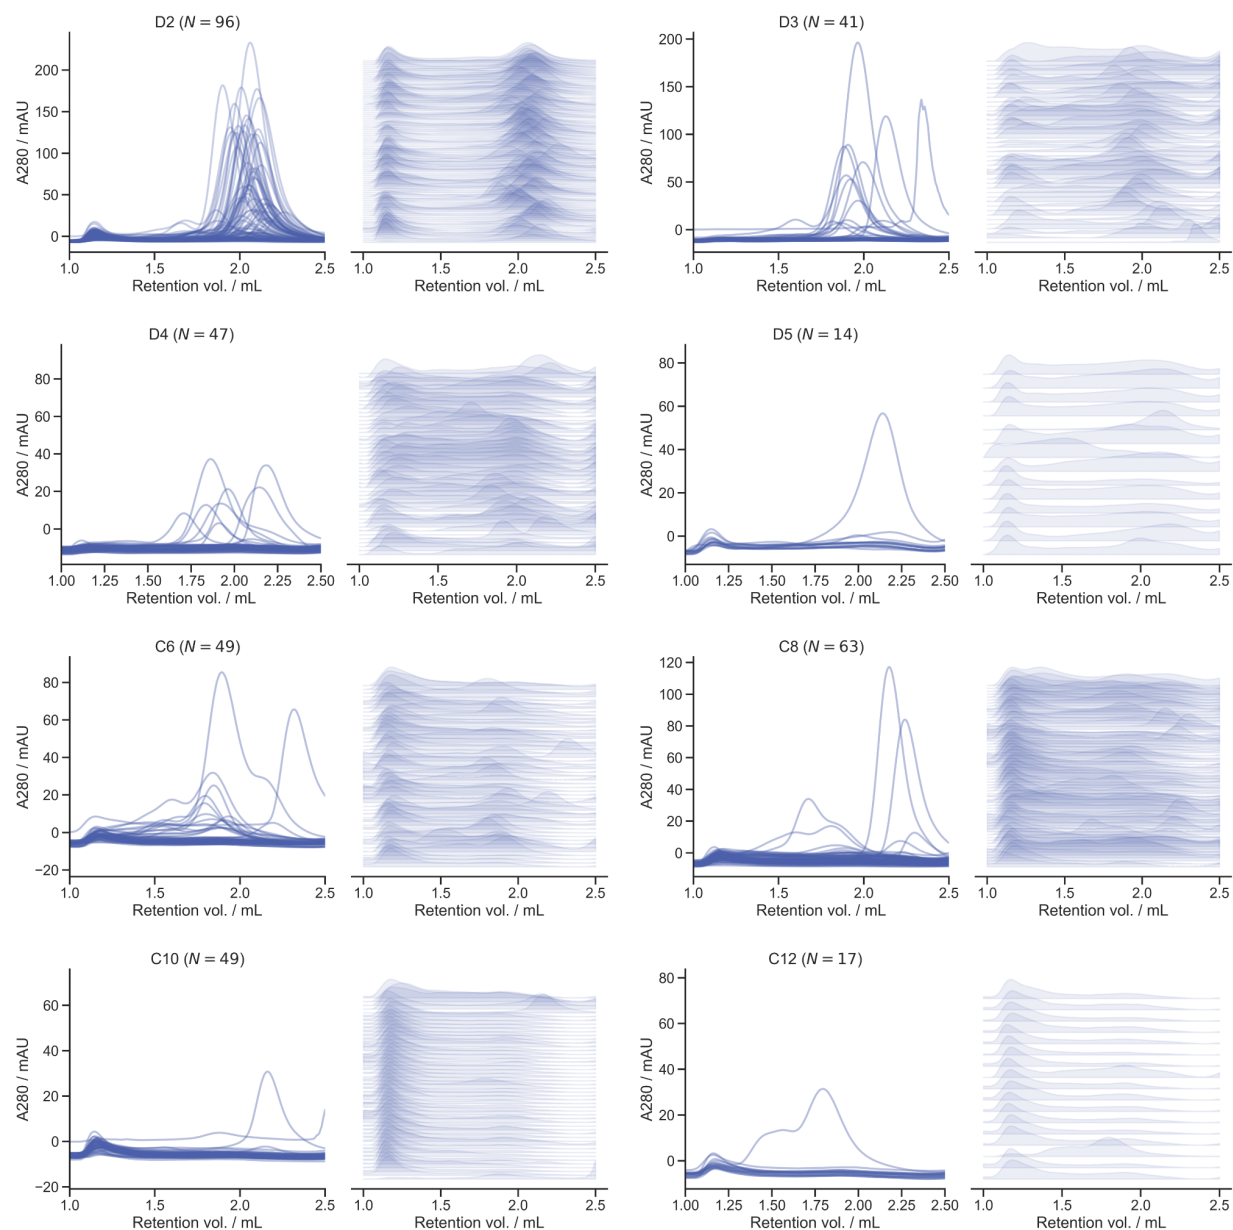 D2 (N = 96)
D3 (N = 41)
A280 / mAU
200
150
100
50
0
1.0 1.5 2.0 2.5
Retention vol. / mL
1.0 1.5 2.0 2.5
Retention vol. / mL
A280 / mAU
200
150
100
50
0
1.0 1.5 2.0 2.5
Retention vol. / mL
1.0 1.5 2.0 2.5
Retention vol. / mL
D4 (N = 47)
D5 (N = 14)
A280 / mAU
80
60
40
20
0
1.00 1.25 1.50 1.75 2.00 2.25 2.50
Retention vol. / mL
1.0 1.5 2.0 2.5
Retention vol. / mL
A280 / mAU
80
60
40
20
0
1.00 1.25 1.50 1.75 2.00 2.25 2.50
Retention vol. / mL
1.0 1.5 2.0 2.5
Retention vol. / mL
C6 (N = 49)
C8 (N = 63)
A280 / mAU
80
60
40
20
0
−20
1.0 1.5 2.0 2.5
Retention vol. / mL
1.0 1.5 2.0 2.5
Retention vol. / mL
A280 / mAU
120
100
80
60
40
20
0
1.0 1.5 2.0 2.5
Retention vol. / mL
1.0 1.5 2.0 2.5
Retention vol. / mL
C10 (N = 49)
C12 (N = 17)
A280 / mAU
60
40
20
0
−20
1.0 1.5 2.0 2.5
Retention vol. / mL
1.0 1.5 2.0 2.5
Retention vol. / mL
A280 / mAU
80
60
40
20
0
1.00 1.25 1.50 1.75 2.00 2.25 2.50
Retention vol. / mL
1.0 1.5 2.0 2.5
Retention vol. / mL